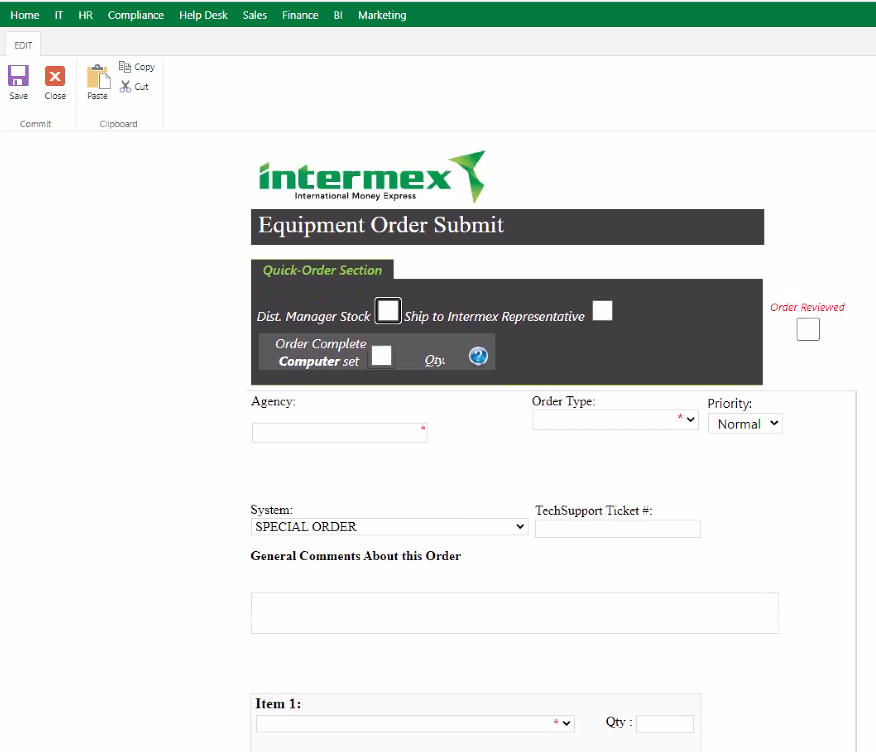 Home IT HR Compliance Help Desk Sales Finance BI Marketing
EDIT
Save Close Paste Copy
Cut
Commit Clipboard
intermex
International Money Express
Equipment Order Submit
Quick-Order Section
Dist. Manager Stock Ship to Intermex Representative
Order Reviewed
Order Complete
Computer set Qty. ?
Agency: Order Type: Priority:
* * Normal
System: TechSupport Ticket #:
SPECIAL ORDER
General Comments About this Order
Item 1:
* Qty :